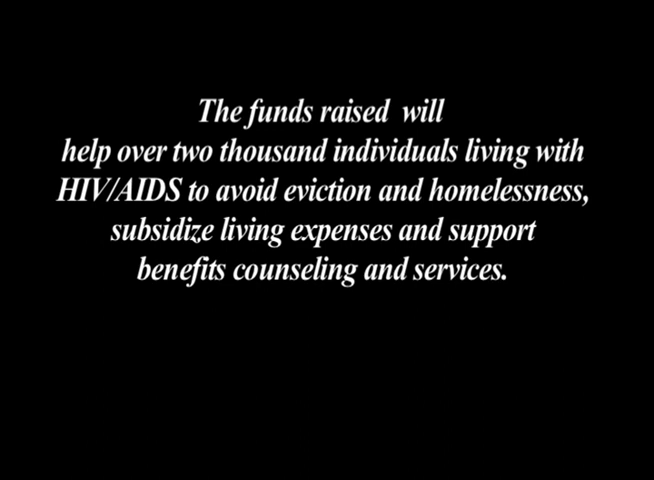 The funds raised will
help over two thousand individuals living with
HIV/AIDS to avoid eviction and homelessness,
subsidize living expenses and support
benefits counseling and services.